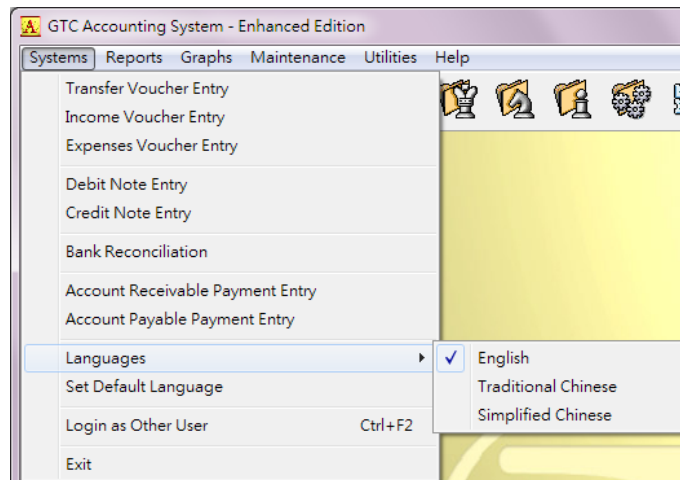 A GTC Accounting System - Enhanced Edition
Systems Reports Graphs Maintenance Utilities Help
Transfer Voucher Entry
Income Voucher Entry
Expenses Voucher Entry
Debit Note Entry
Credit Note Entry
Bank Reconciliation
Account Receivable Payment Entry
Account Payable Payment Entry
Languages
English
Traditional Chinese
Simplified Chinese
Set Default Language
Login as Other User Ctrl+F2
Exit